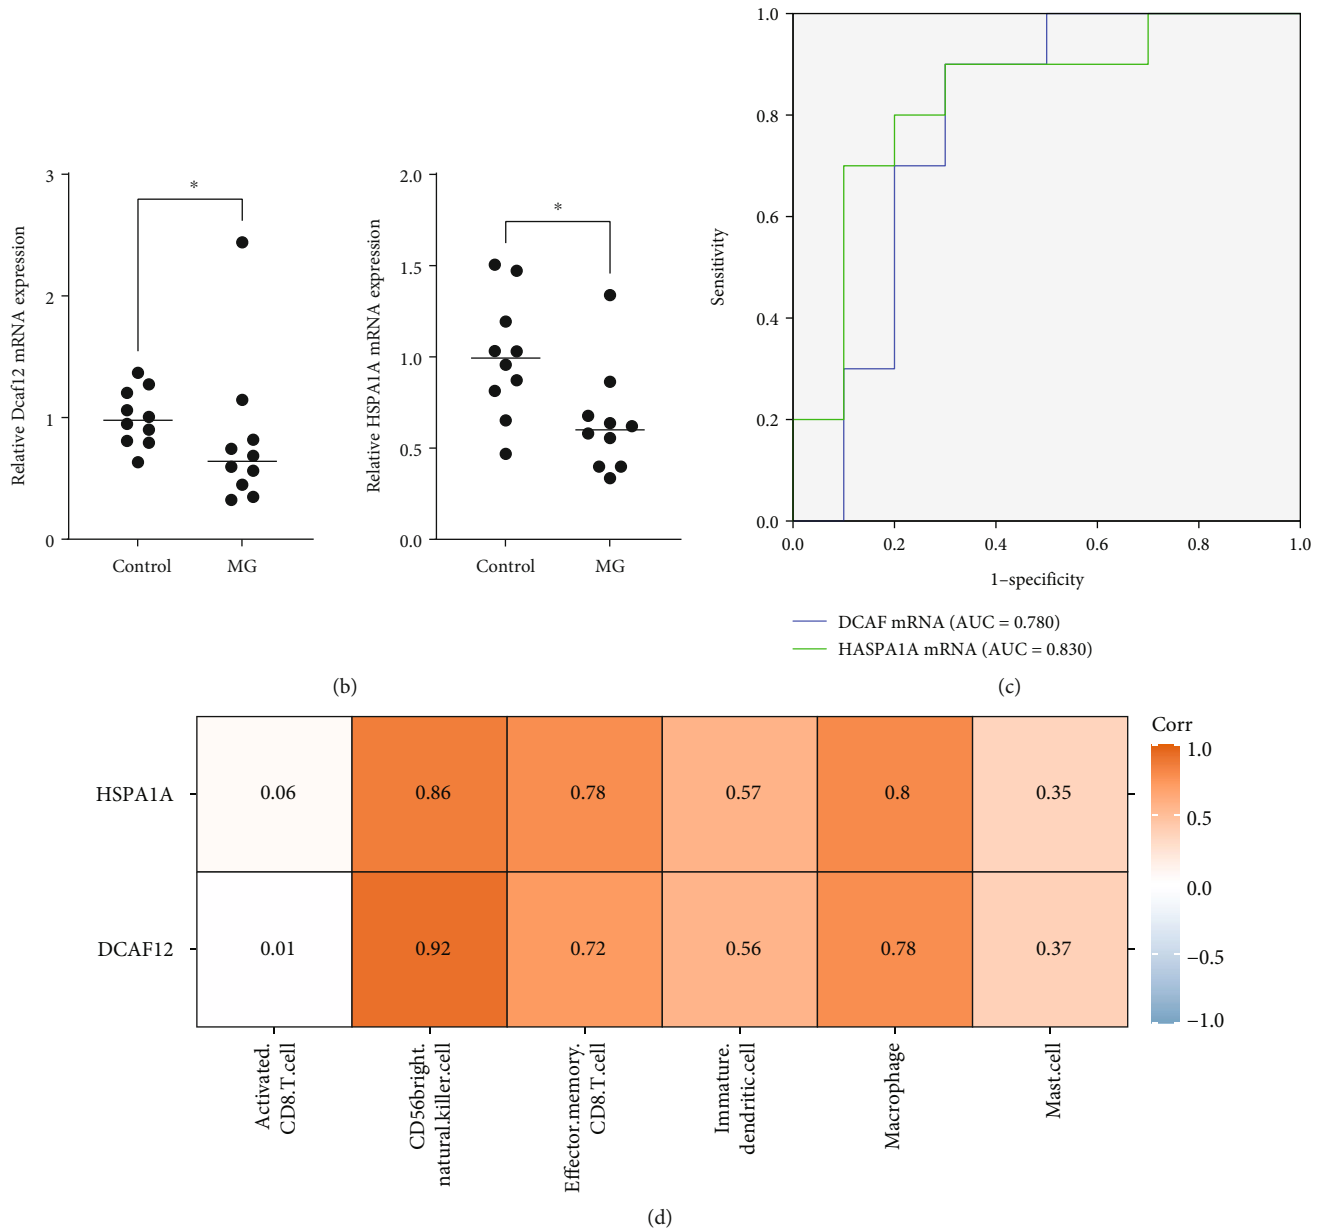 Relative Dcaf12 mRNA expression
3
2
1
0
*
Control
MG
Relative HSPA1A mRNA expression
2.0
1.5
1.0
0.5
0.0
*
Control
MG
(b)
Sensitivity
1.0
0.8
0.6
0.4
0.2
0.0
0.0
0.2
0.4
0.6
0.8
1.0
1–specificity
DCAF mRNA (AUC = 0.780)
HASPA1A mRNA (AUC = 0.830)
(c)
HSPA1A
0.06
0.86
0.78
0.57
0.8
0.35
DCAF12
0.01
0.92
0.72
0.56
0.78
0.37
Activated.
CD8.T.cell
CD56bright.
natural.killer.cell
Effector.memory.
CD8.T.cell
Immature.
dendritic.cell
Macrophage
Mast.cell
Corr
1.0
0.5
0.0
–0.5
–1.0
(d)